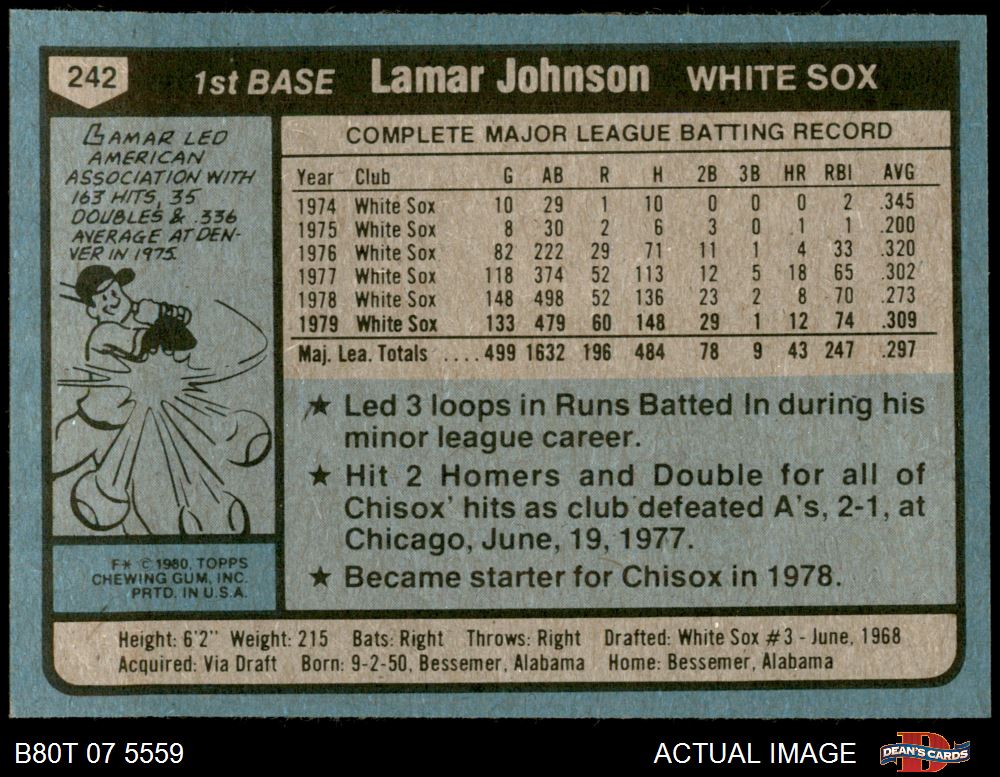 242 1st BASE Lamar Johnson WHITE SOX
LAMAR LED
AMERICAN
ASSOCIATION WITH
163 HITS, 35
DOUBLES & .336
AVERAGE AT DEN-
VER IN 1975.
COMPLETE MAJOR LEAGUE BATTING RECORD
Year Club G AB R H 2B 3B HR RBI AVG
1974 White Sox 10 29 1 10 0 0 0 2 .345
1975 White Sox 8 30 2 6 3 0 1 1 .200
1976 White Sox 82 222 29 71 11 1 4 33 .320
1977 White Sox 118 374 52 113 12 5 18 65 .302
1978 White Sox 148 498 52 136 23 2 8 70 .273
1979 White Sox 133 479 60 148 29 1 12 74 .309
Maj. Lea. Totals .... 499 1632 196 484 78 9 43 247 .297
★ Led 3 loops in Runs Batted In during his
minor league career.
★ Hit 2 Homers and Double for all of
Chisox' hits as club defeated A's, 2-1, at
Chicago, June, 19, 1977.
★ Became starter for Chisox in 1978.
F* © 1980, TOPPS
CHEWING GUM, INC.
PRTD. IN U.S.A.
Height: 6'2" Weight: 215 Bats: Right Throws: Right Drafted: White Sox #3 - June, 1968
Acquired: Via Draft Born: 9-2-50, Bessemer, Alabama Home: Bessemer, Alabama
B80T 07 5559 ACTUAL IMAGE DEAN'S CARDS